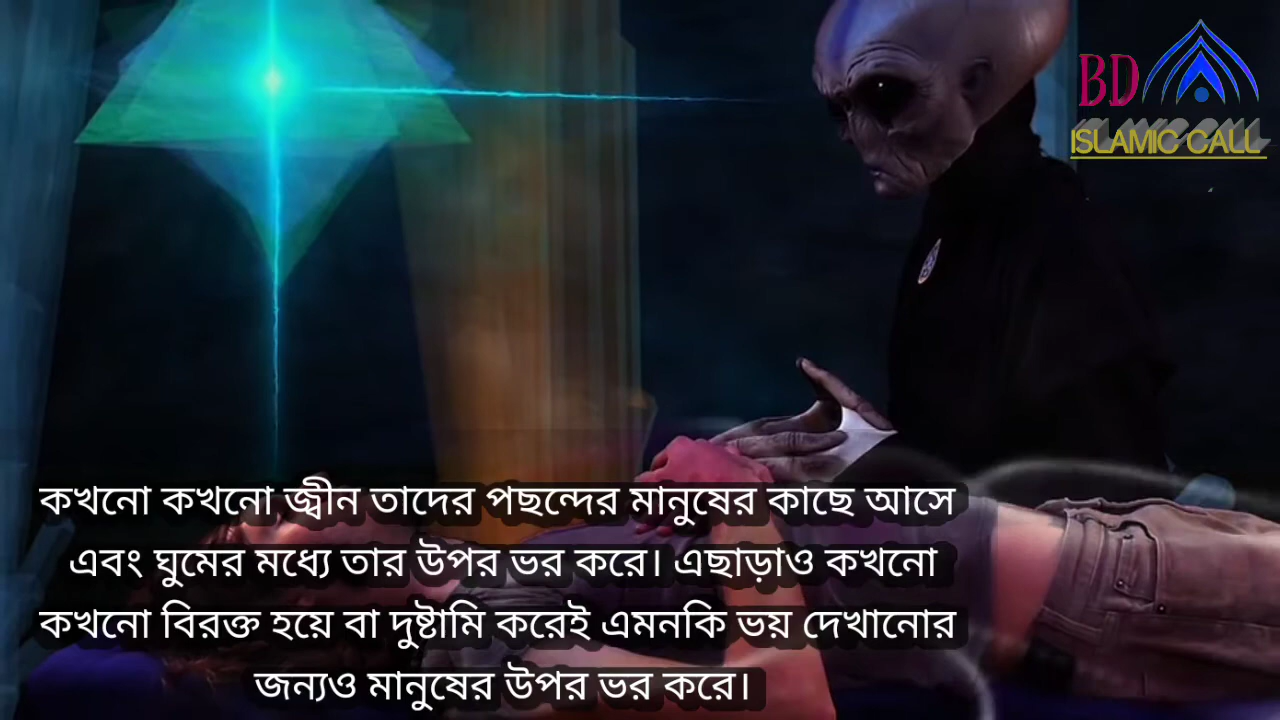 BD
ISLAMIC CALL
কখনো কখনো জ্বীন তাদের পছন্দের মানুষের কাছে আসে
এবং ঘুমের মধ্যে তার উপর ভর করে। এছাড়াও কখনো
কখনো বিরক্ত হয়ে বা দুষ্টামি করেই এমনকি ভয় দেখানোর
জন্যও মানুষের উপর ভর করে।